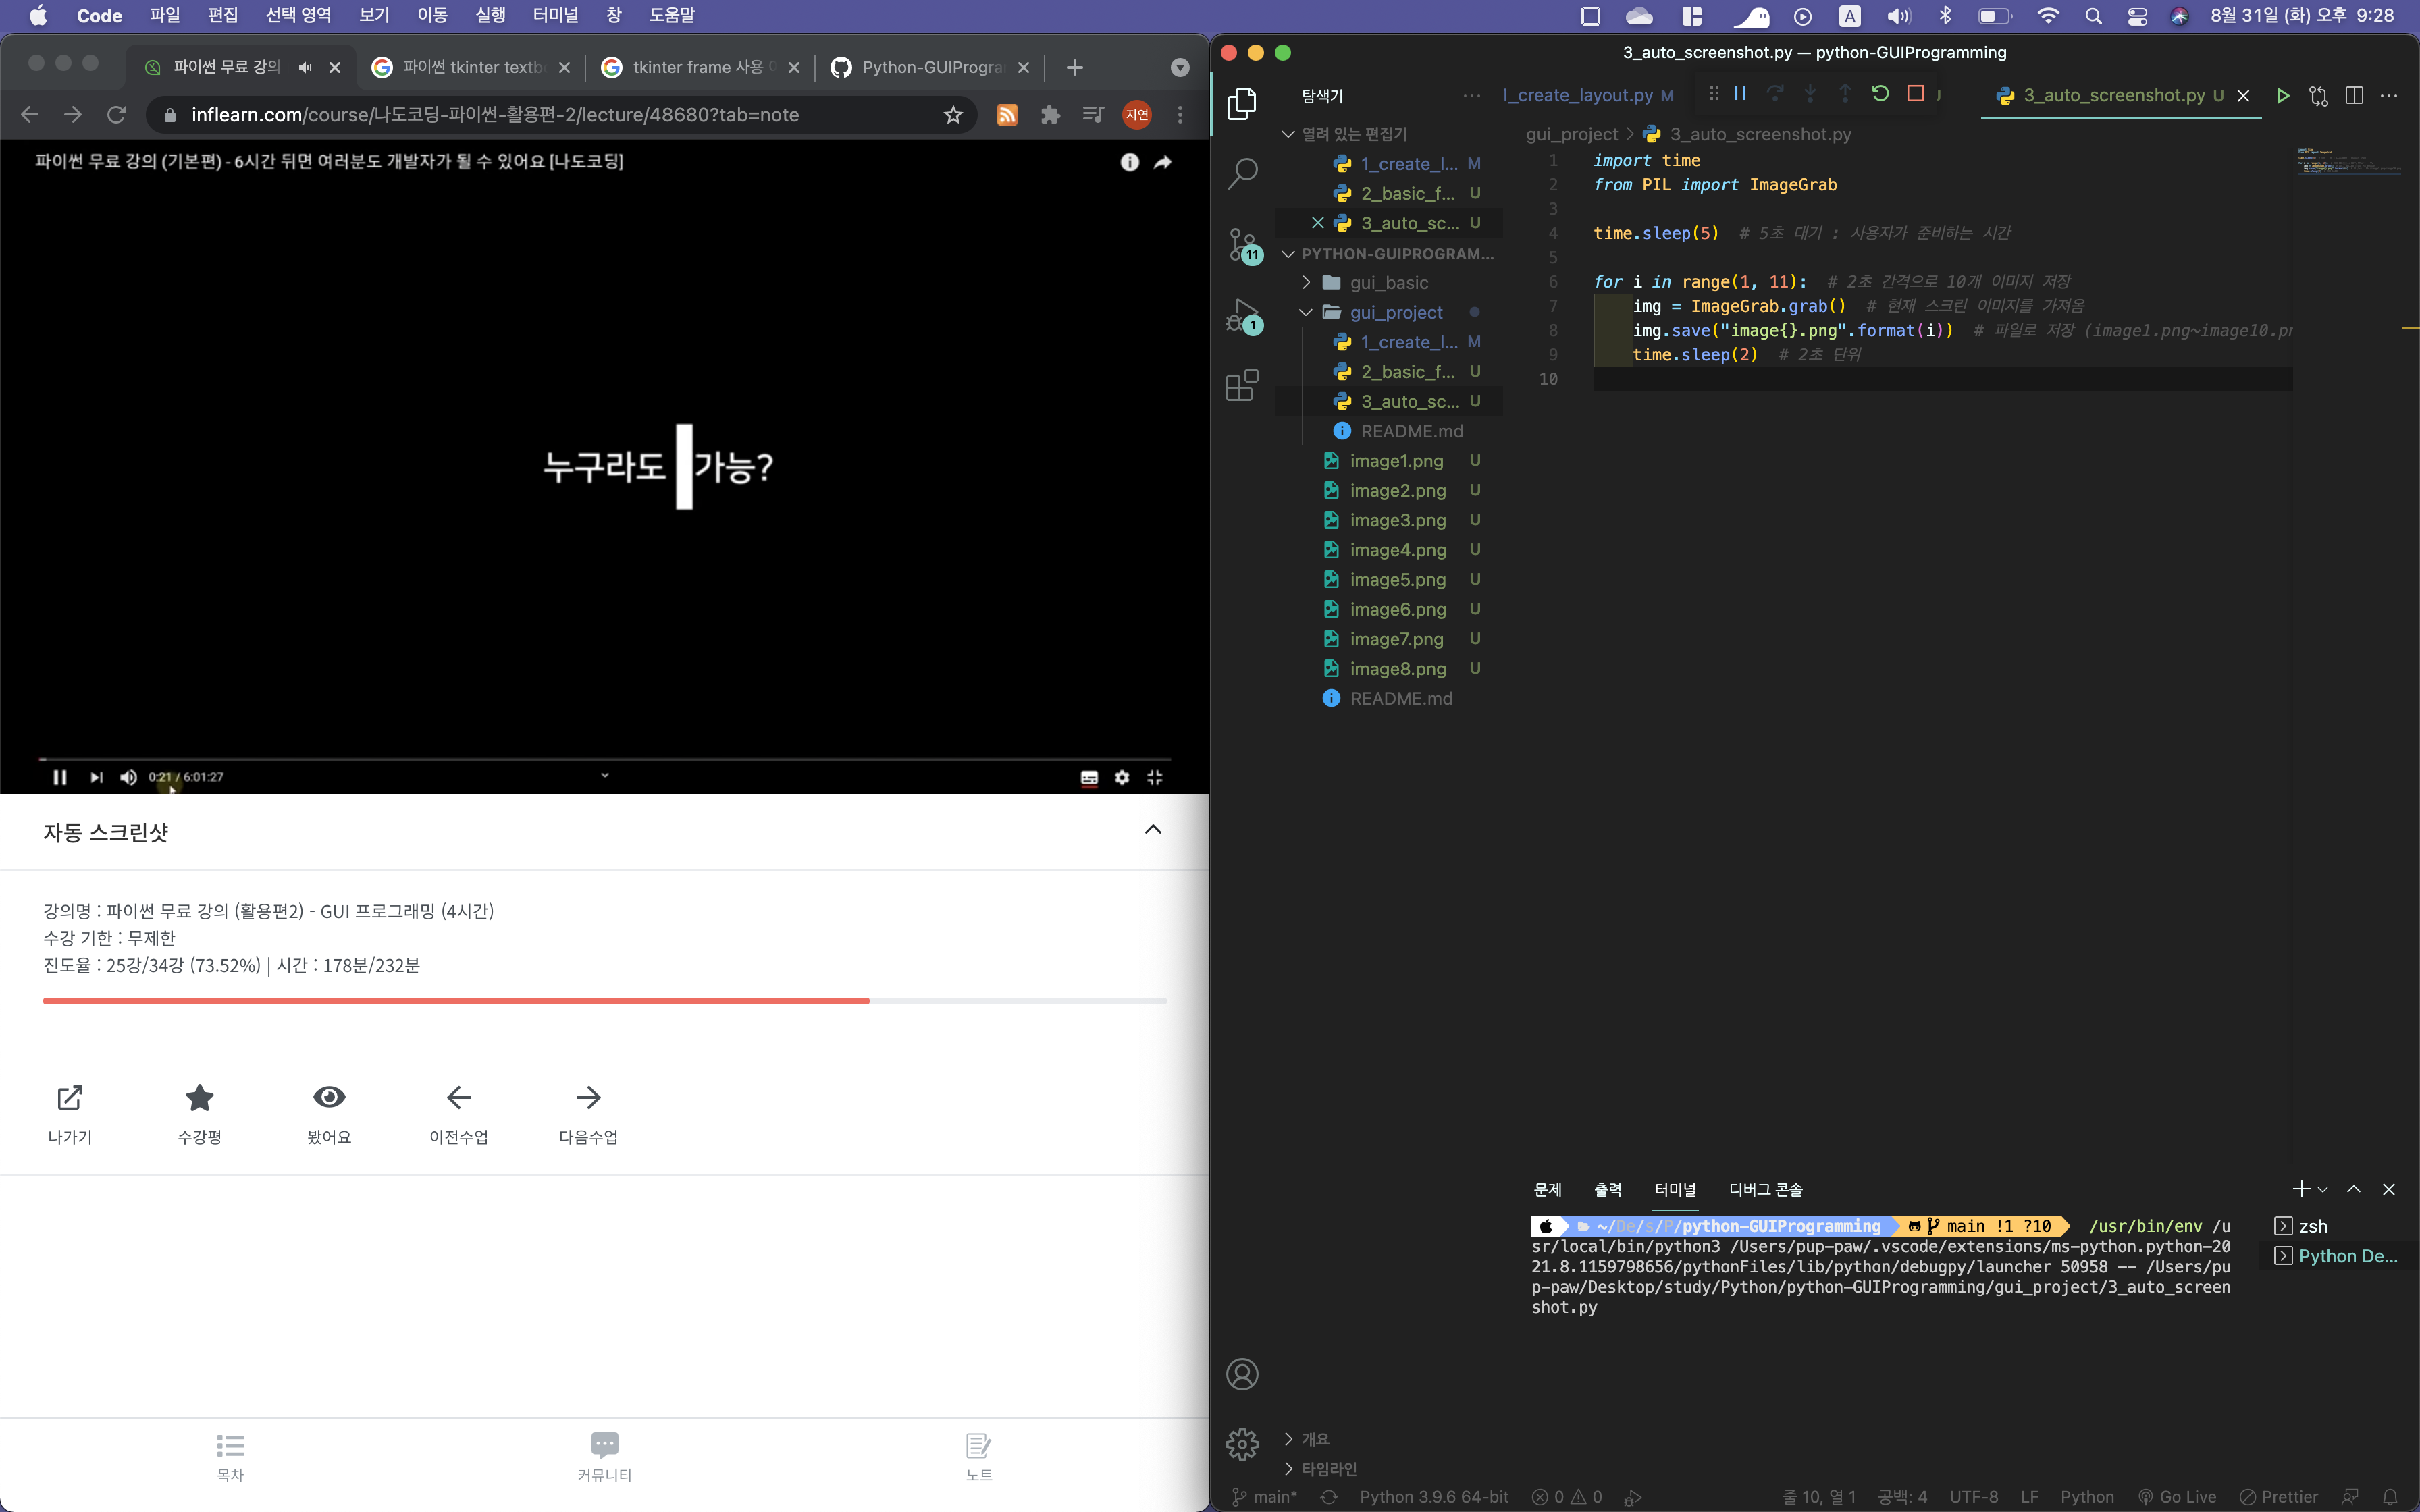 Code 파일 편집 선택 영역 보기 이동 실행 터미널 창 도움말
A 8월 31일 (화) 오후 9:28
파이썬 무료 강의
파이썬 tkinter textb
tkinter frame 사용
Python-GUIProgra
inflearn.com/course/나도코딩-파이썬-활용편-2/lecture/48680?tab=note
지연
파이썬 무료 강의 (기본편) - 6시간 뒤면 여러분도 개발자가 될 수 있어요 [나도코딩]
누구라도 가능?
0:21 / 6:01:27
자동 스크린샷
강의명 : 파이썬 무료 강의 (활용편2) - GUI 프로그래밍 (4시간)
수강 기한 : 무제한
진도율 : 25강/34강 (73.52%) | 시간 : 178분/232분
나가기 수강평 봤어요 이전수업 다음수업
목차 커뮤니티 노트
3_auto_screenshot.py — python-GUIProgramming
탐색기
열려 있는 편집기
1_create_l... M
2_basic_f... U
3_auto_sc... U
PYTHON-GUIPROGRAM...
11
gui_basic
1
gui_project
1_create_l... M
2_basic_f... U
3_auto_sc... U
README.md
image1.png U
image2.png U
image3.png U
image4.png U
image5.png U
image6.png U
image7.png U
image8.png U
README.md
개요
타임라인
l_create_layout.py M
3_auto_screenshot.py U
gui_project > 3_auto_screenshot.py
1 import time
2 from PIL import ImageGrab
3
4 time.sleep(5) # 5초 대기 : 사용자가 준비하는 시간
5
6 for i in range(1, 11): # 2초 간격으로 10개 이미지 저장
7 img = ImageGrab.grab() # 현재 스크린 이미지를 가져옴
8 img.save("image{}.png".format(i)) # 파일로 저장 (image1.png~image10.pn
9 time.sleep(2) # 2초 단위
10
문제 출력 터미널 디버그 콘솔
~/De/s/P/python-GUIProgramming main !1 ?10 /usr/bin/env /u
sr/local/bin/python3 /Users/pup-paw/.vscode/extensions/ms-python.python-20
21.8.1159798656/pythonFiles/lib/python/debugpy/launcher 50958 -- /Users/pu
p-paw/Desktop/study/Python/python-GUIProgramming/gui_project/3_auto_screen
shot.py
zsh
Python De...
main* Python 3.9.6 64-bit 0 0 줄 10, 열 1 공백: 4 UTF-8 LF Python Go Live Prettier